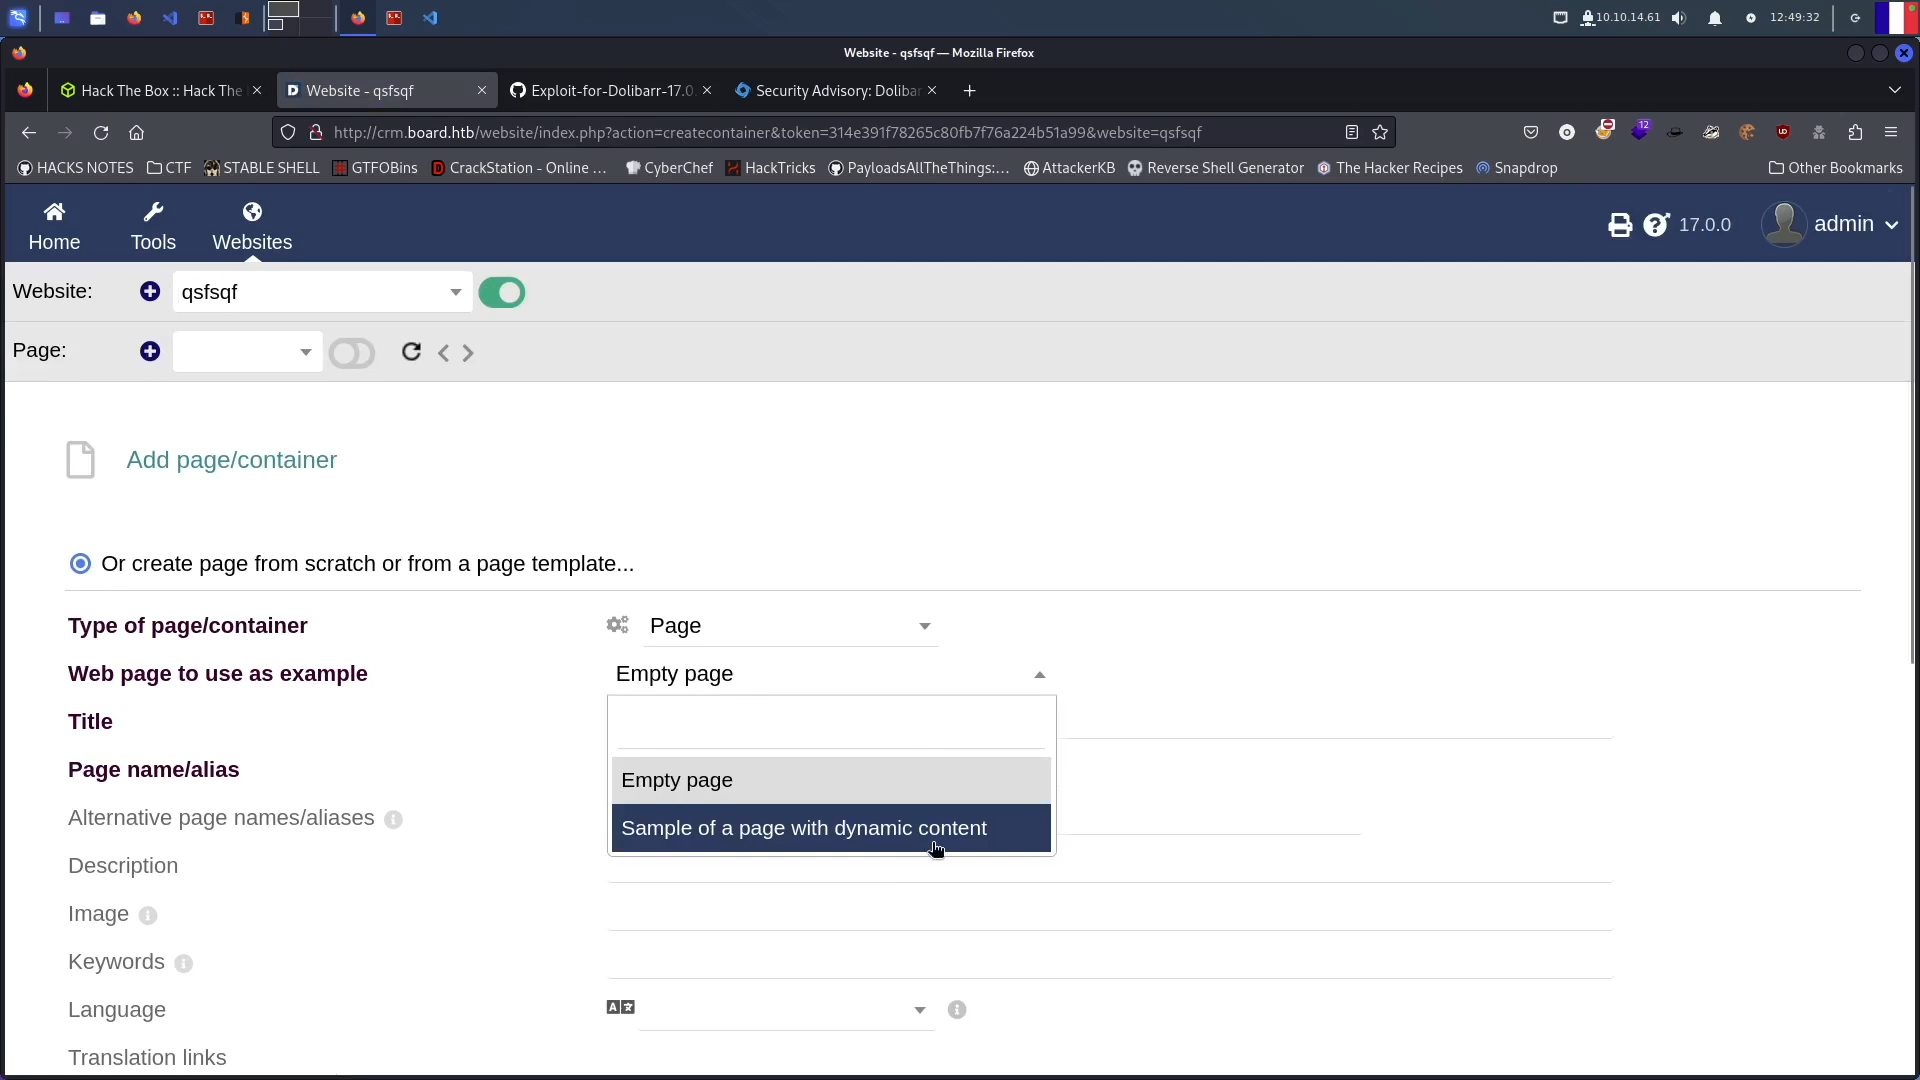 10.10.14.61
12:49:32
Website - qsfsqf — Mozilla Firefox
Hack The Box :: Hack The
Website - qsfsqf
Exploit-for-Dolibarr-17.0.
Security Advisory: Dolibar
http://crm.board.htb/website/index.php?action=createcontainer&token=314e391f78265c80fb7f76a224b51a99&website=qsfsqf
12
HACKS NOTES
CTF
STABLE SHELL
GTFOBins
CrackStation - Online ...
CyberChef
HackTricks
PayloadsAllTheThings:...
AttackerKB
Reverse Shell Generator
The Hacker Recipes
Snapdrop
Other Bookmarks
Home
Tools
Websites
17.0.0
admin
Website:
qsfsqf
Page:
Add page/container
Or create page from scratch or from a page template...
Type of page/container
Page
Web page to use as example
Empty page
Title
Page name/alias
Empty page
Alternative page names/aliases
Sample of a page with dynamic content
Description
Image
Keywords
Language
Translation links